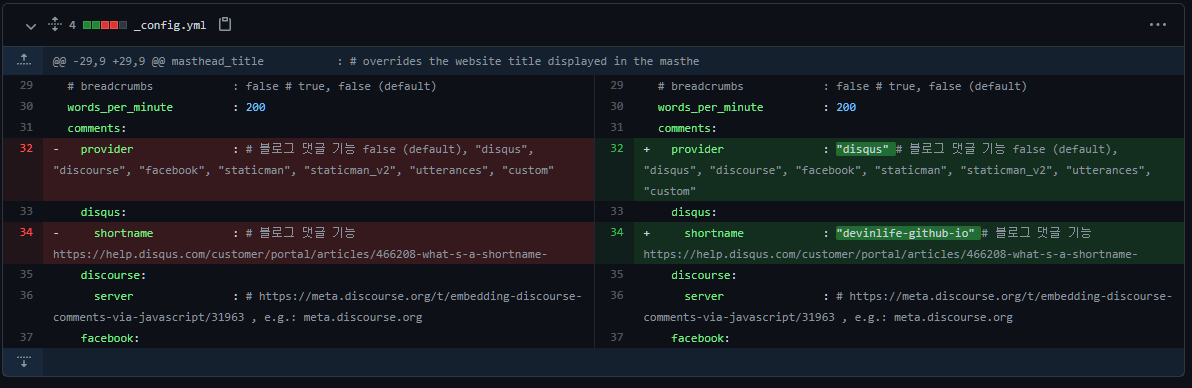 4 _config.yml
@@ -29,9 +29,9 @@ masthead_title : # overrides the website title displayed in the masthe
29 # breadcrumbs : false # true, false (default)
30 words_per_minute : 200
31 comments:
32 - provider : # 블로그 댓글 기능 false (default), "disqus",
"discourse", "facebook", "staticman", "staticman_v2", "utterances", "custom"
33 disqus:
34 - shortname : # 블로그 댓글 기능
https://help.disqus.com/customer/portal/articles/466208-what-s-a-shortname-
35 discourse:
36 server : # https://meta.discourse.org/t/embedding-discourse-
comments-via-javascript/31963 , e.g.: meta.discourse.org
37 facebook:
29 # breadcrumbs : false # true, false (default)
30 words_per_minute : 200
31 comments:
32 + provider : "disqus" # 블로그 댓글 기능 false (default),
"disqus", "discourse", "facebook", "staticman", "staticman_v2", "utterances",
"custom"
33 disqus:
34 + shortname : "devinlife-github-io" # 블로그 댓글 기능
https://help.disqus.com/customer/portal/articles/466208-what-s-a-shortname-
35 discourse:
36 server : # https://meta.discourse.org/t/embedding-discourse-
comments-via-javascript/31963 , e.g.: meta.discourse.org
37 facebook: